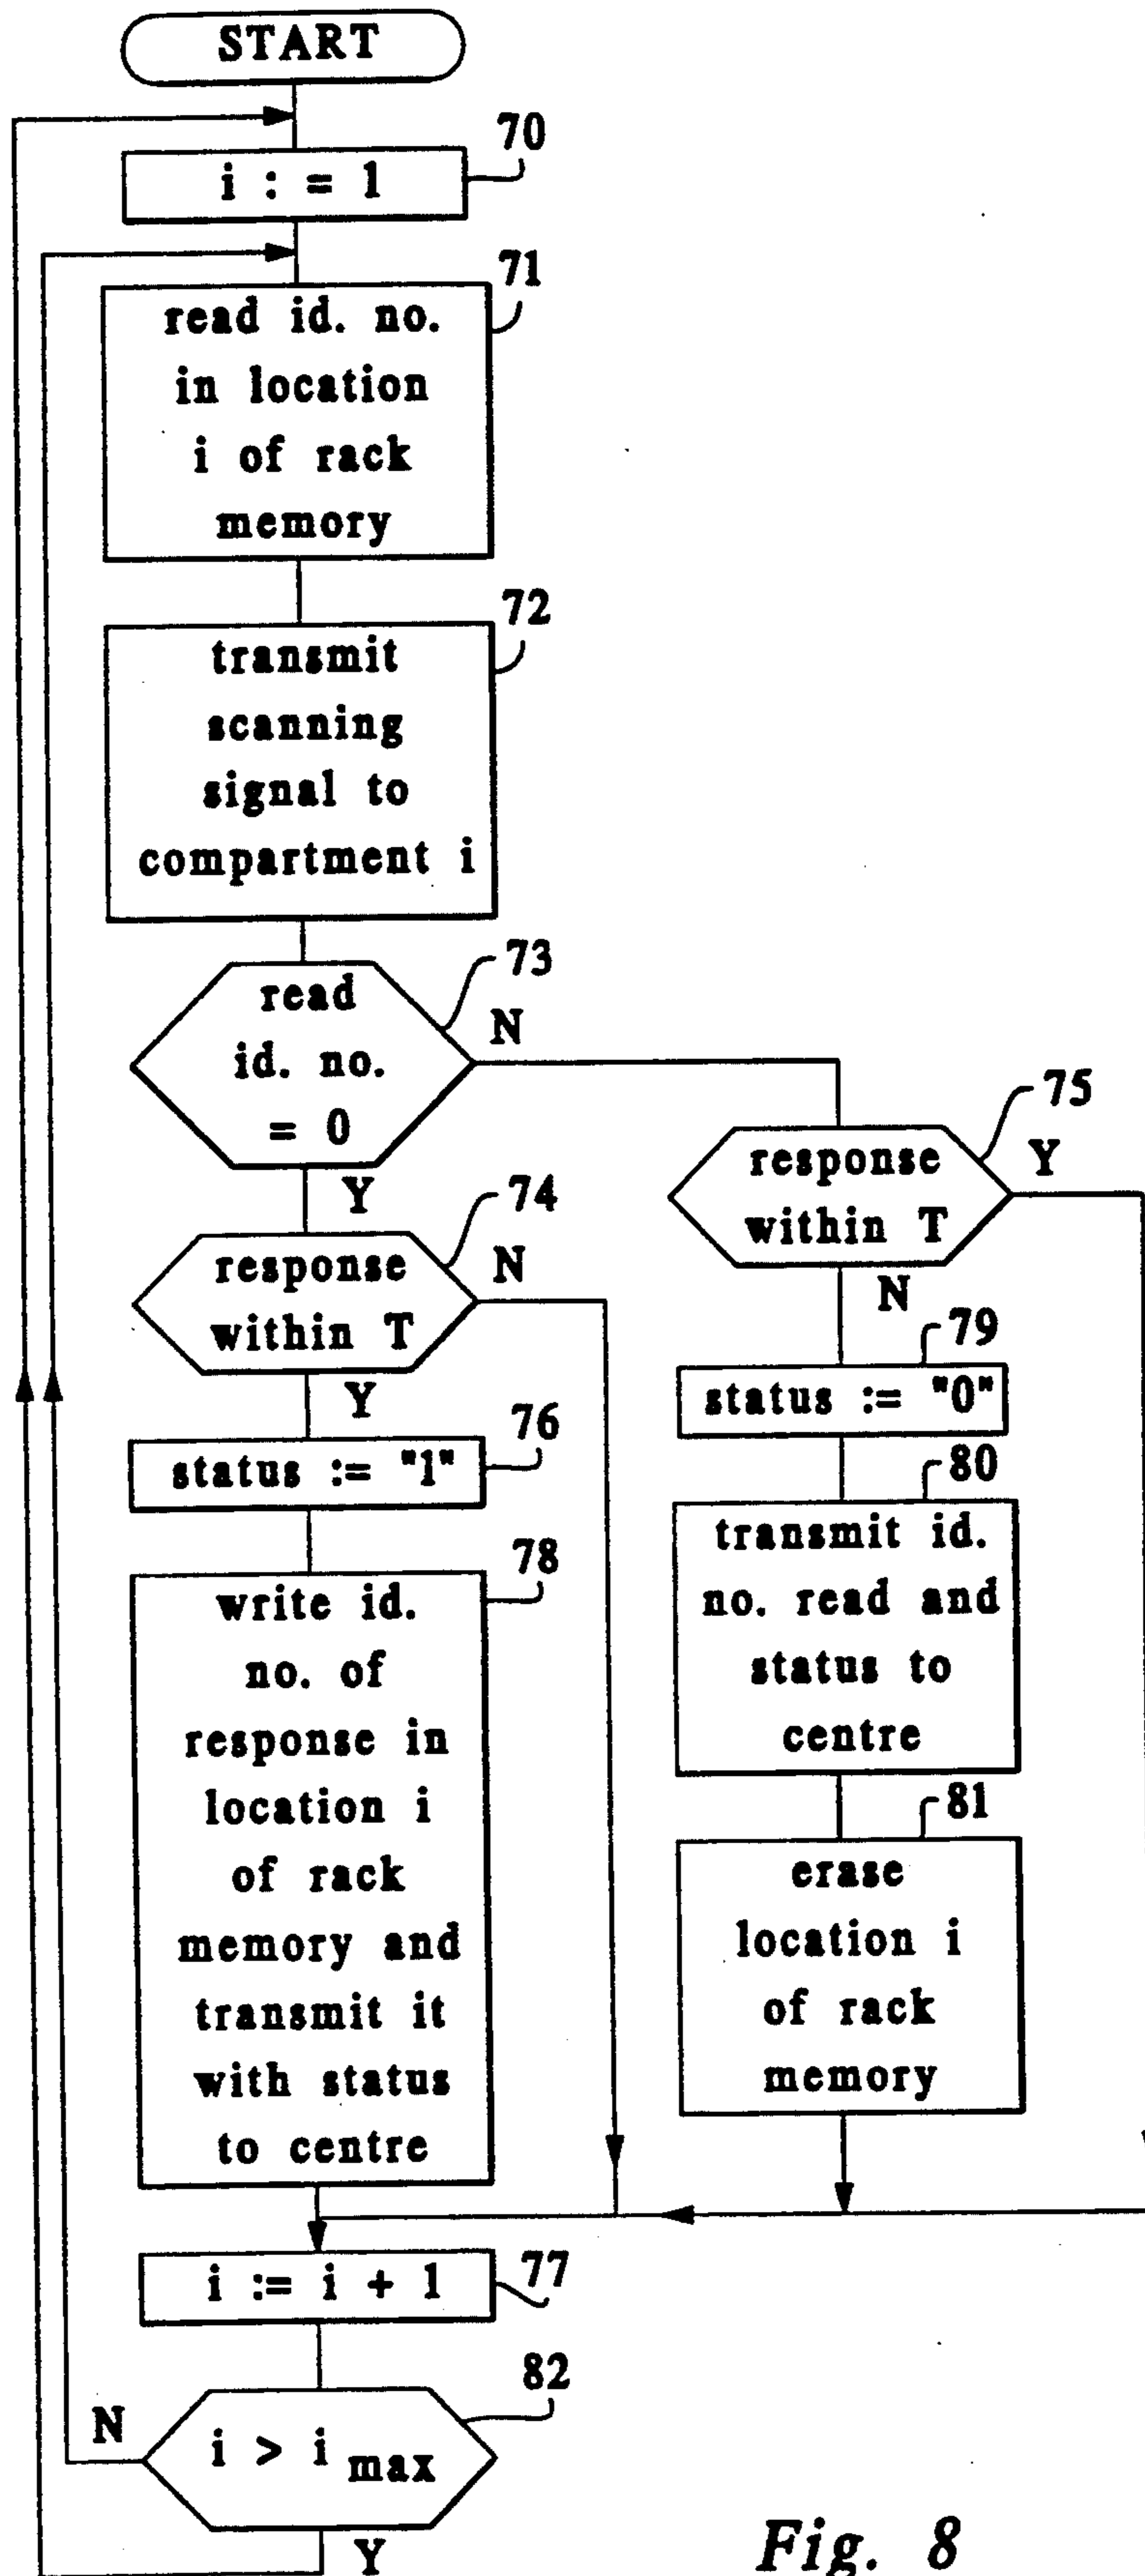 START
70
i : = 1
71
read id. no.
in location
i of rack
memory
72
transmit
scanning
signal to
compartment i
73
read
id. no.
= 0
N
Y
75
response
within T
Y
N
74
response
within T
N
Y
79
status := "0"
76
status := "1"
80
transmit id.
no. read and
status to
centre
78
write id.
no. of
response in
location i
of rack
memory and
transmit it
with status
to centre
81
erase
location i
of rack
memory
77
i := i + 1
82
N
i > i max
Y
Fig. 8